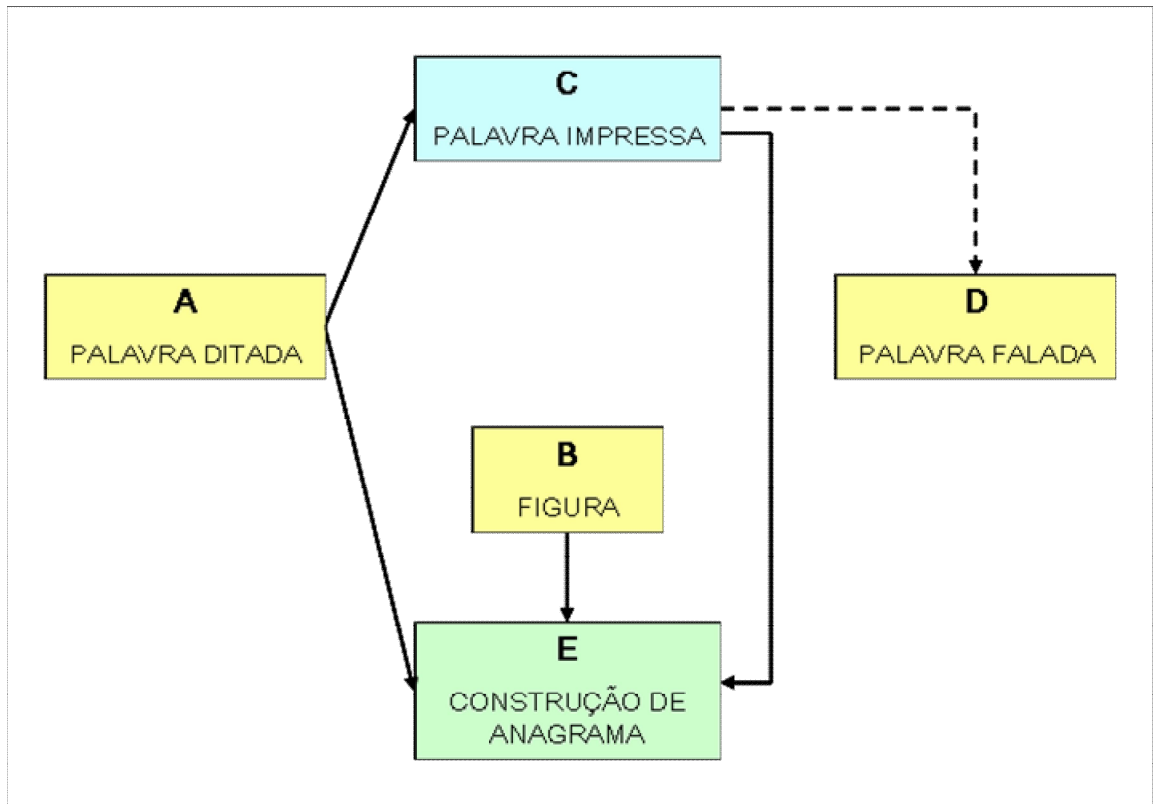 C
PALAVRA IMPRESSA
A
PALAVRA DITADA
D
PALAVRA FALADA
B
FIGURA
E
CONSTRUÇÃO DE
ANAGRAMA